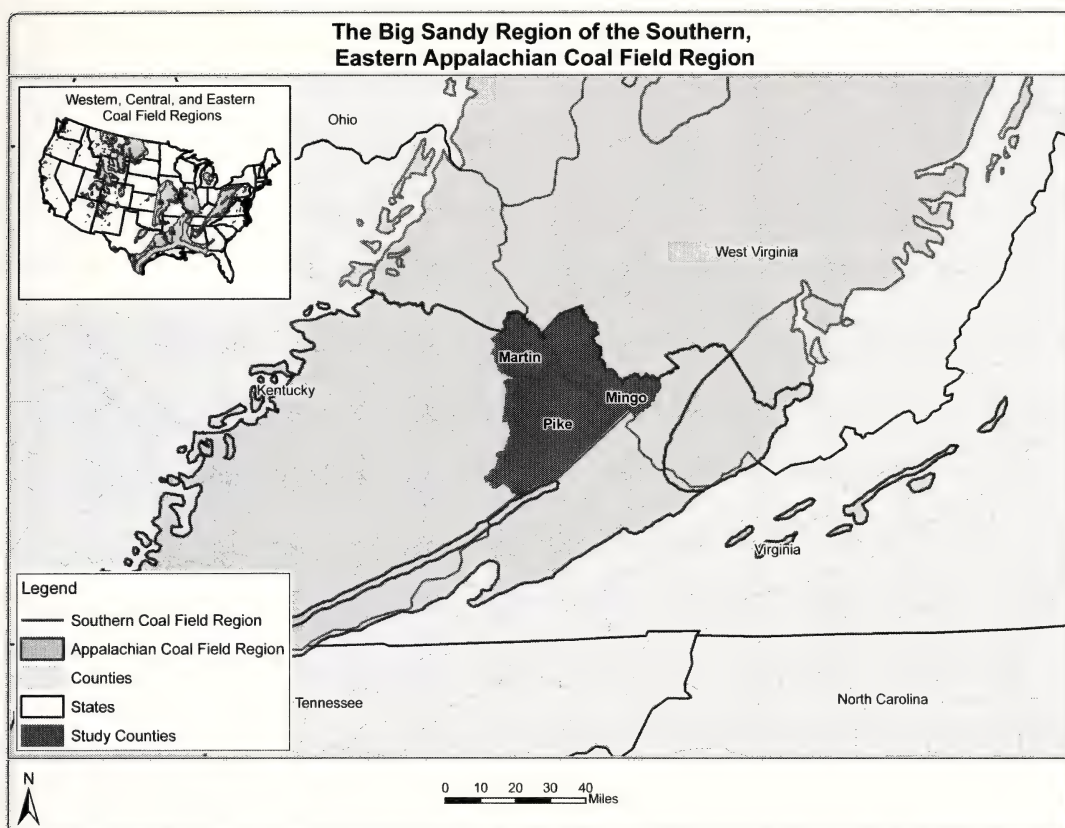 The Big Sandy Region of the Southern,
Eastern Appalachian Coal Field Region
Western, Central, and Eastern
Coal Field Regions
Ohio
West Virginia
Martin
Kentucky
Mingo
Pike
Virginia
Legend
Southern Coal Field Region
Appalachian Coal Field Region
Counties
States
Study Counties
Tennessee
North Carolina
N
0 10 20 30 40
Miles